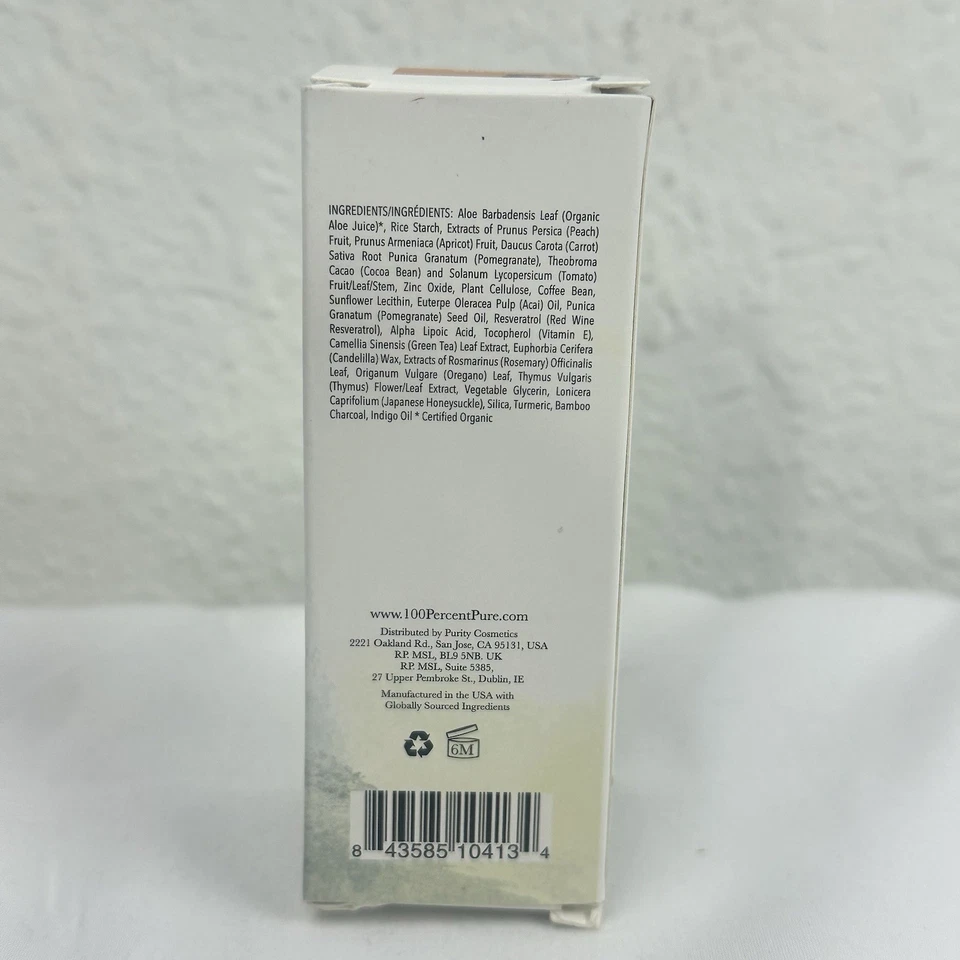 INGREDIENTS/INGRÉDIENTS: Aloe Barbadensis Leaf (Organic
Aloe Juice)*, Rice Starch, Extracts of Prunus Persica (Peach)
Fruit, Prunus Armeniaca (Apricot) Fruit, Daucus Carota (Carrot)
Sativa Root Punica Granatum (Pomegranate), Theobroma
Cacao (Cocoa Bean) and Solanum Lycopersicum (Tomato)
Fruit/Leaf/Stem, Zinc Oxide, Plant Cellulose, Coffee Bean,
Sunflower Lecithin, Euterpe Oleracea Pulp (Acai) Oil, Punica
Granatum (Pomegranate) Seed Oil, Resveratrol (Red Wine
Resveratrol), Alpha Lipoic Acid, Tocopherol (Vitamin E),
Camellia Sinensis (Green Tea) Leaf Extract, Euphorbia Cerifera
(Candelilla) Wax, Extracts of Rosmarinus (Rosemary) Officinalis
Leaf, Origanum Vulgare (Oregano) Leaf, Thymus Vulgaris
(Thymus) Flower/Leaf Extract, Vegetable Glycerin, Lonicera
Caprifolium (Japanese Honeysuckle), Silica, Turmeric, Bamboo
Charcoal, Indigo Oil * Certified Organic
www.100PercentPure.com
Distributed by Purity Cosmetics
2221 Oakland Rd., San Jose, CA 95131, USA
RP. MSL, BL9 5NB. UK
RP. MSL, Suite 5385,
27 Upper Pembroke St., Dublin, IE
Manufactured in the USA with
Globally Sourced Ingredients
6M
8 43585 10413 4